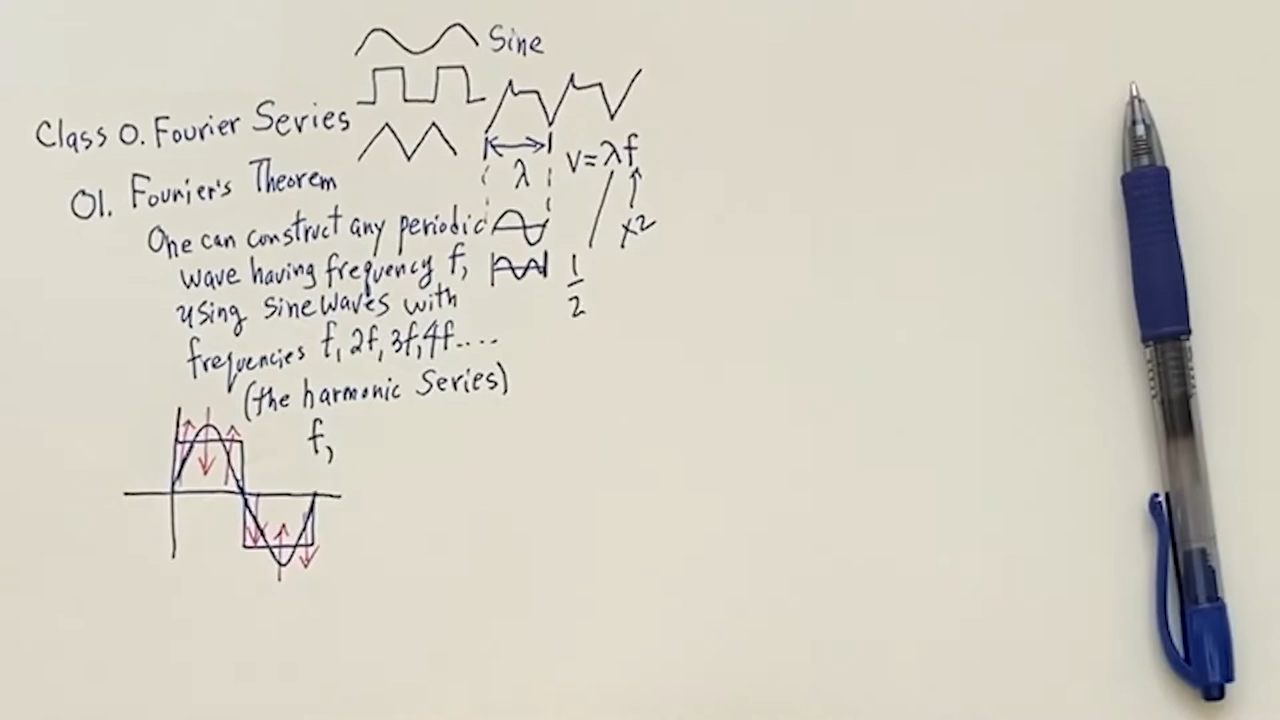 Sine
Class 0. Fourier Series
λ
V = λ f
x2
1
2
01. Fourier's Theorem
One can construct any periodic
wave having frequency f,
using sine waves with
frequencies f, 2f, 3f, 4f....
(the harmonic Series)
f,